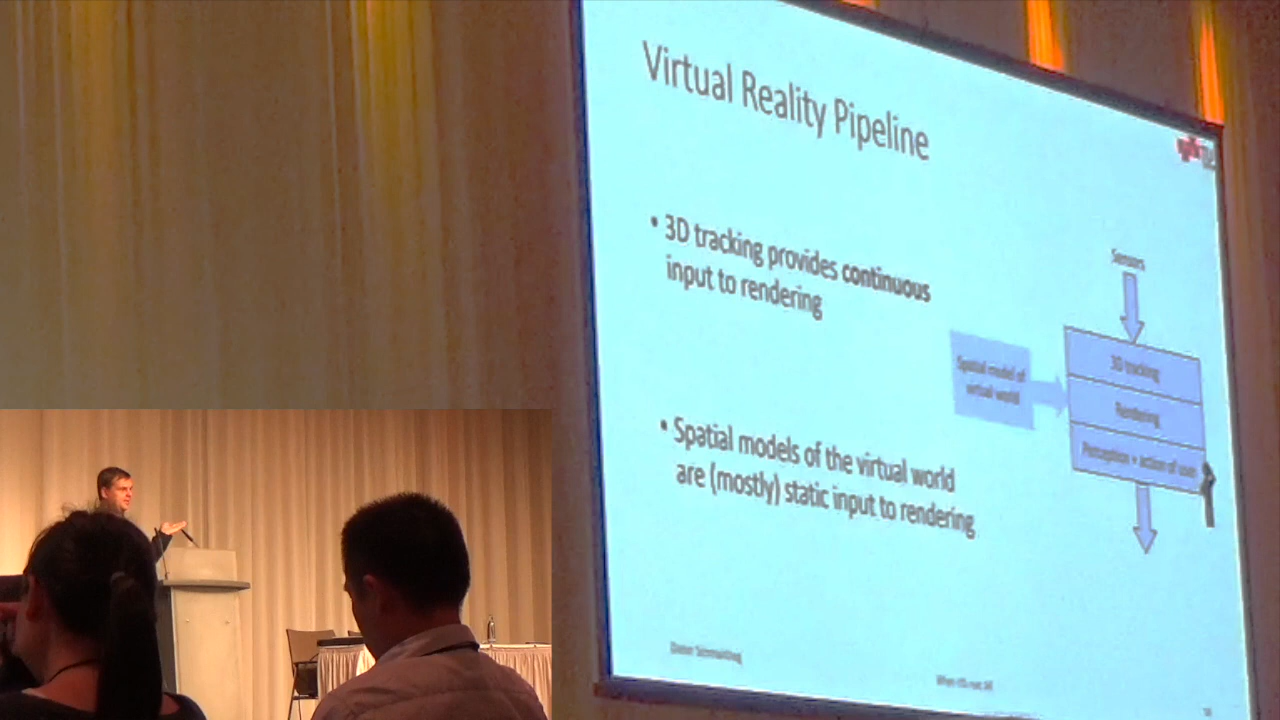 Virtual Reality Pipeline
• 3D tracking provides continuous
input to rendering
• Spatial models of the virtual world
are (mostly) static input to rendering
Sensors
Spatial model of
virtual world
3D tracking
Rendering
Perception + action of user